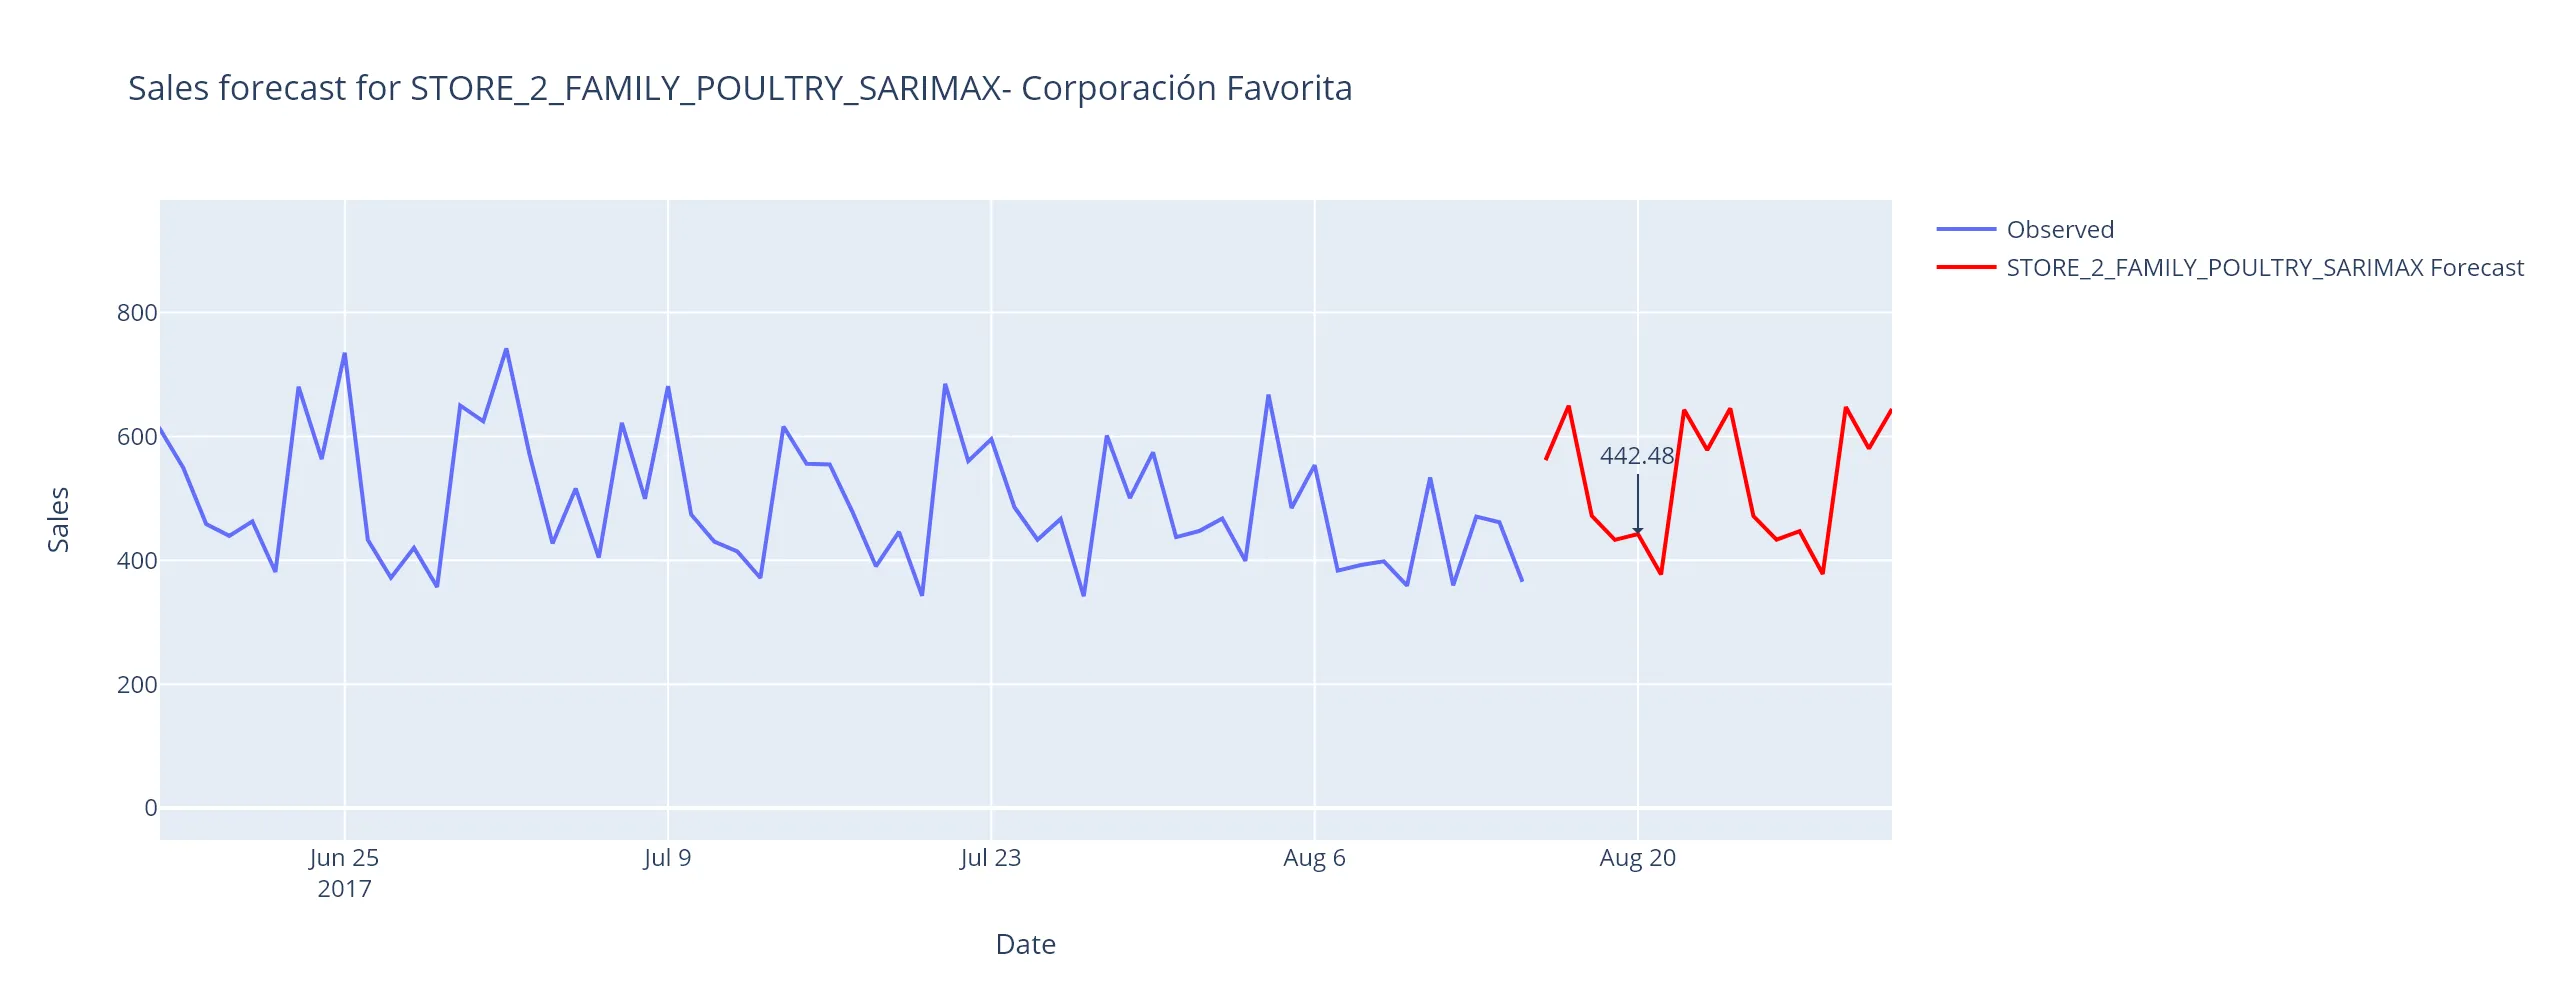 Sales forecast for STORE_2_FAMILY_POULTRY_SARIMAX- Corporación Favorita
Observed
STORE_2_FAMILY_POULTRY_SARIMAX Forecast
800
600
400
200
0
Sales
442.48
Jun 25
2017
Jul 9
Jul 23
Aug 6
Aug 20
Date